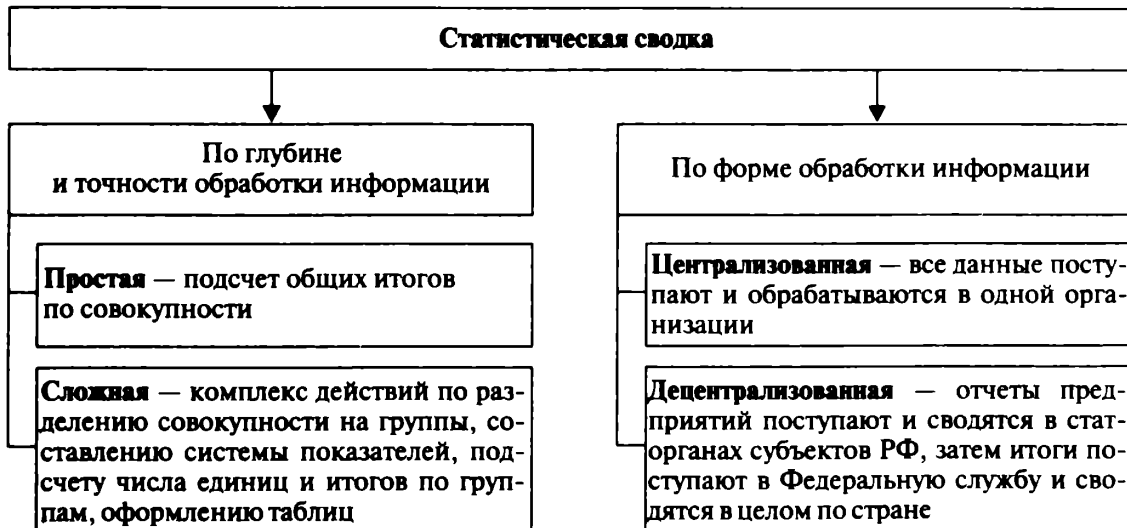 Статистическая сводка
По глубине
и точности обработки информации
Простая — подсчет общих итогов
по совокупности
Сложная — комплекс действий по раз-
делению совокупности на группы, со-
ставлению системы показателей, под-
счету числа единиц и итогов по груп-
пам, оформлению таблиц
По форме обработки информации
Централизованная — все данные посту-
пают и обрабатываются в одной орга-
низации
Децентрализованная — отчеты пред-
приятий поступают и сводятся в стат-
органах субъектов РФ, затем итоги по-
ступают в Федеральную службу и сво-
дятся в целом по стране